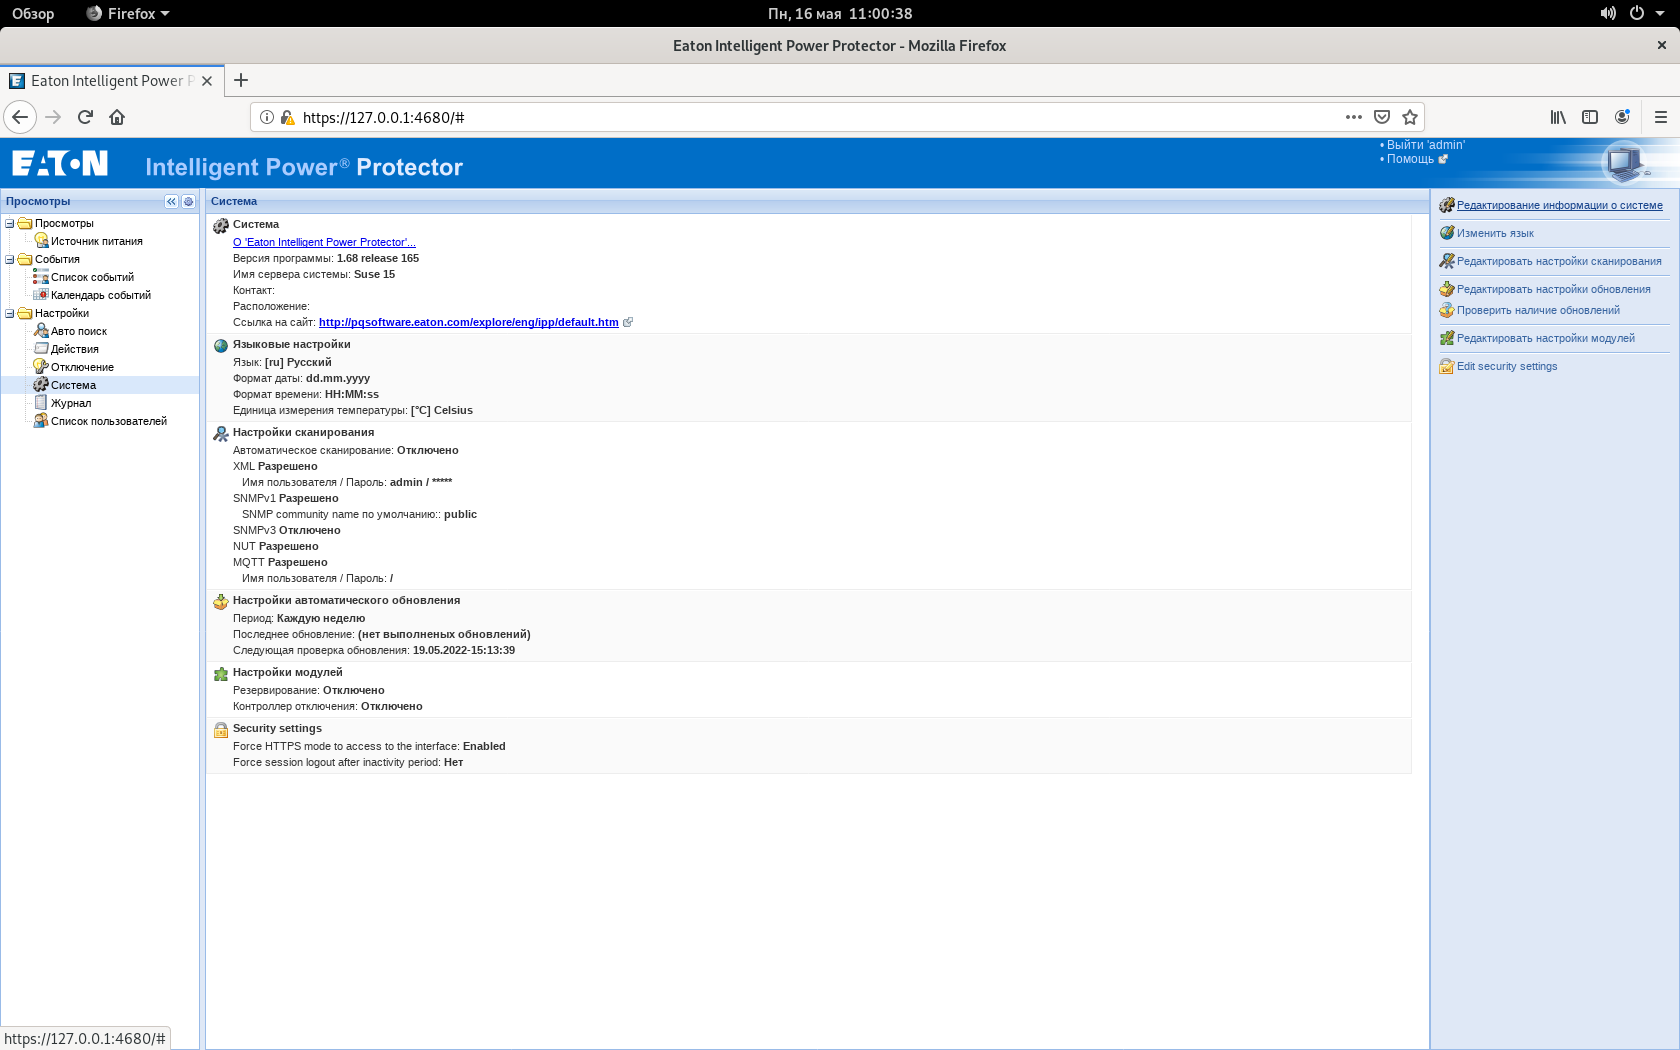 Обзор
Firefox
Пн, 16 мая 11:00:38
Eaton Intelligent Power Protector - Mozilla Firefox
Eaton Intelligent Power P
https://127.0.0.1:4680/#
EATON
Intelligent Power® Protector
• Выйти 'admin'
• Помощь
Просмотры
Просмотры
Источник питания
События
Список событий
Календарь событий
Настройки
Авто поиск
Действия
Отключение
Система
Журнал
Список пользователей
Система
Система
О 'Eaton Intelligent Power Protector'...
Версия программы: 1.68 release 165
Имя сервера системы: Suse 15
Контакт:
Расположение:
Ссылка на сайт: http://pqsoftware.eaton.com/explore/eng/ipp/default.htm
Языковые настройки
Язык: [ru] Русский
Формат даты: dd.mm.yyyy
Формат времени: HH:MM:ss
Единица измерения температуры: [°C] Celsius
Настройки сканирования
Автоматическое сканирование: Отключено
XML Разрешено
Имя пользователя / Пароль: admin / *****
SNMPv1 Разрешено
SNMP community name по умолчанию:: public
SNMPv3 Отключено
NUT Разрешено
MQTT Разрешено
Имя пользователя / Пароль: /
Настройки автоматического обновления
Период: Каждую неделю
Последнее обновление: (нет выполненых обновлений)
Следующая проверка обновления: 19.05.2022-15:13:39
Настройки модулей
Резервирование: Отключено
Контроллер отключения: Отключено
Security settings
Force HTTPS mode to access to the interface: Enabled
Force session logout after inactivity period: Нет
Редактирование информации о системе
Изменить язык
Редактировать настройки сканирования
Редактировать настройки обновления
Проверить наличие обновлений
Редактировать настройки модулей
Edit security settings
https://127.0.0.1:4680/#